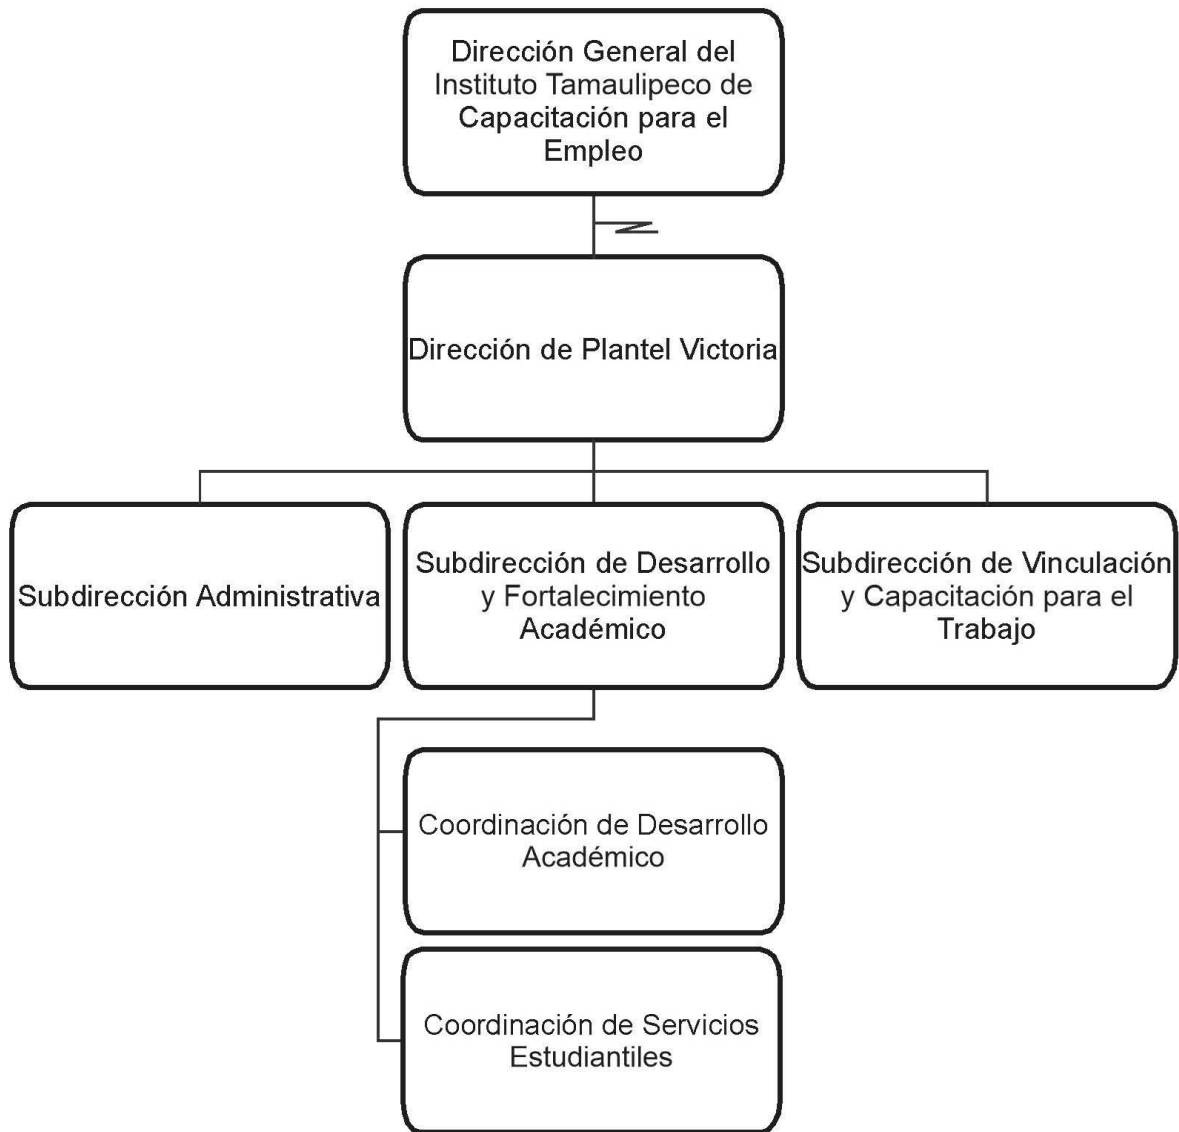 Dirección General del
Instituto Tamaulipeco de
Capacitación para el
Empleo
Dirección de Plantel Victoria
Subdirección Administrativa
Subdirección de Desarrollo
y Fortalecimiento
Académico
Subdirección de Vinculación
y Capacitación para el
Trabajo
Coordinación de Desarrollo
Académico
Coordinación de Servicios
Estudiantiles